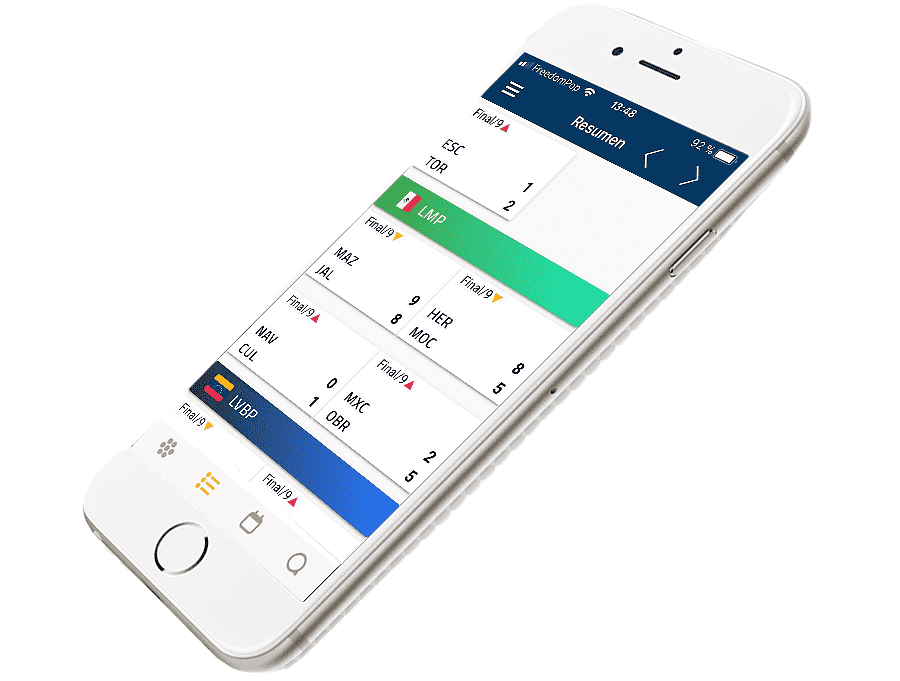 FreedomPop
13:48
92 %
Resumen
Final/9
ESC 1
TOR 2
LMP
Final/9
MAZ 9
JAL 8
Final/9
HER 8
MOC 5
Final/9
NAV 0
CUL 1
Final/9
MXC 2
OBR 5
LVBP
Final/9
Final/9